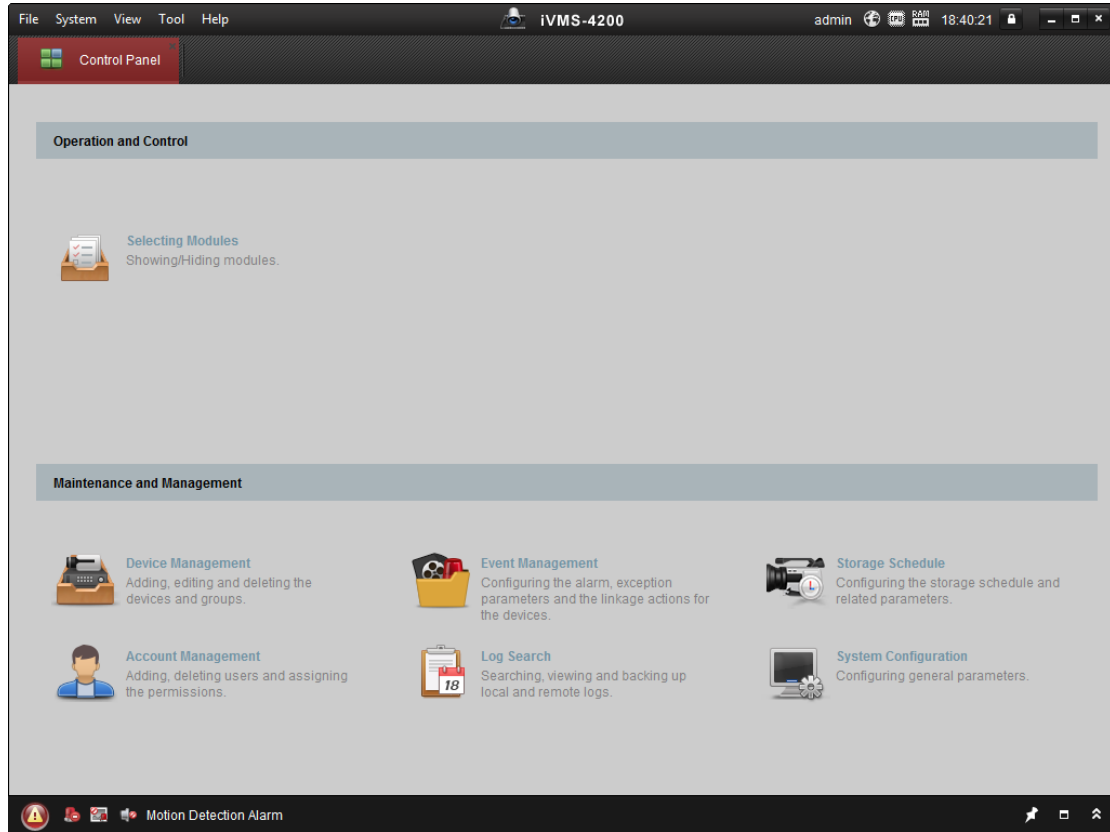 File System View Tool Help
iVMS-4200
admin CPU RAM 18:40:21
Control Panel
Operation and Control
Selecting Modules
Showing/Hiding modules.
Maintenance and Management
Device Management
Adding, editing and deleting the
devices and groups.
Event Management
Configuring the alarm, exception
parameters and the linkage actions for
the devices.
Storage Schedule
Configuring the storage schedule and
related parameters.
Account Management
Adding, deleting users and assigning
the permissions.
18
Log Search
Searching, viewing and backing up
local and remote logs.
System Configuration
Configuring general parameters.
Motion Detection Alarm